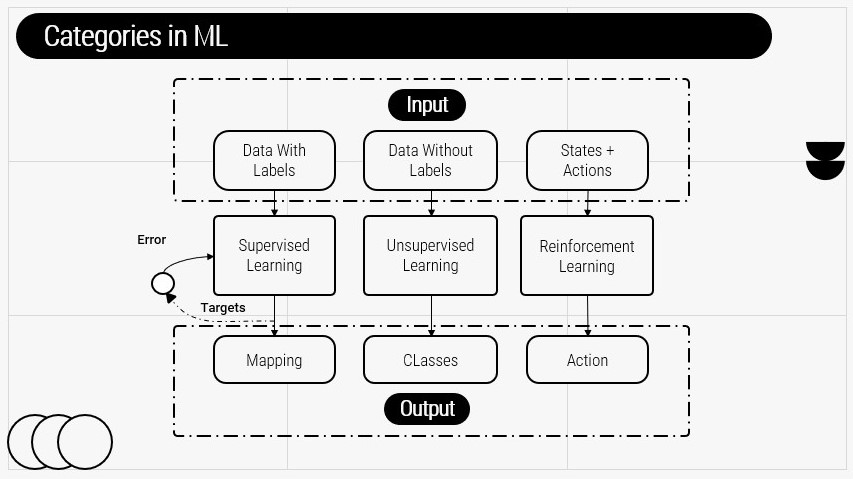 Categories in ML
Input
Data With
Labels
Data Without
Labels
States +
Actions
Error
Supervised
Learning
Unsupervised
Learning
Reinforcement
Learning
Targets
Mapping
CLasses
Action
Output